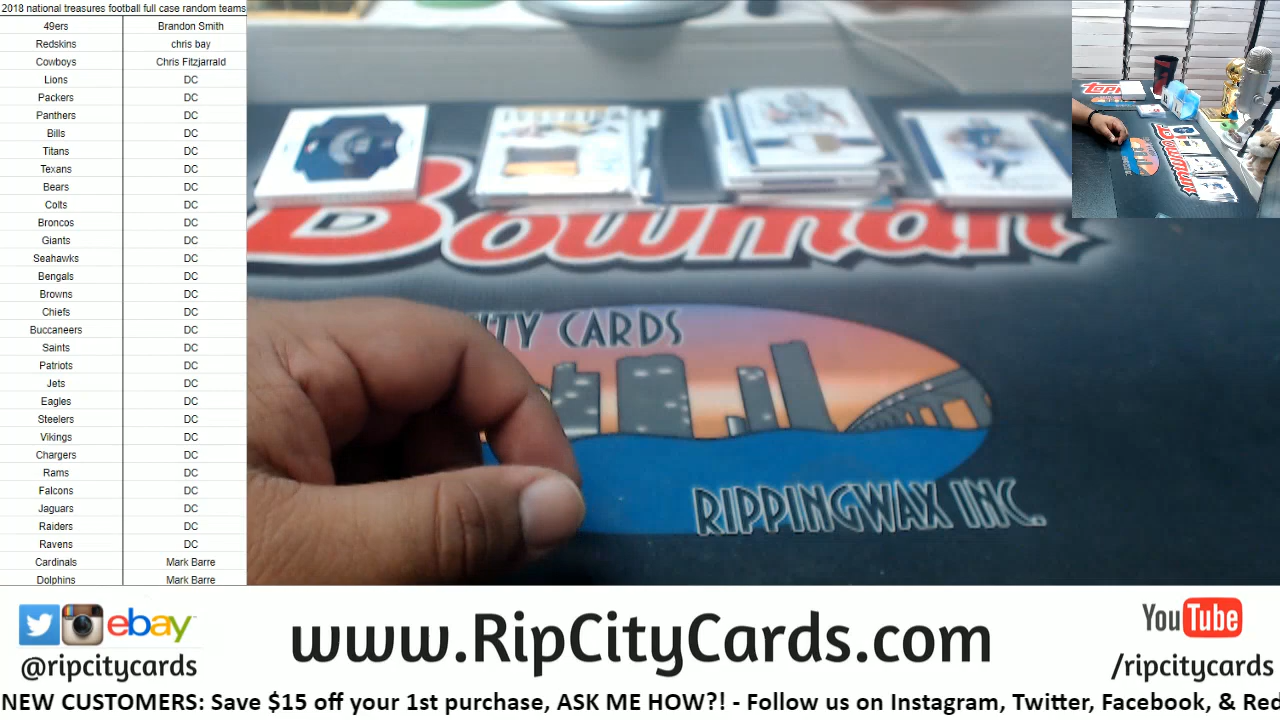 2018 national treasures football full case random teams
49ers Brandon Smith
Redskins chris bay
Cowboys Chris Fitzjarrald
Lions DC
Packers DC
Panthers DC
Bills DC
Titans DC
Texans DC
Bears DC
Colts DC
Broncos DC
Giants DC
Seahawks DC
Bengals DC
Browns DC
Chiefs DC
Buccaneers DC
Saints DC
Patriots DC
Jets DC
Eagles DC
Steelers DC
Vikings DC
Chargers DC
Rams DC
Falcons DC
Jaguars DC
Raiders DC
Ravens DC
Cardinals Mark Barre
Dolphins Mark Barre
Bowman
ITY CARDS
RIPPINGWAX INC.
Bowman
ebay
@ripcitycards
www.RipCityCards.com
YouTube
/ripcitycards
NEW CUSTOMERS: Save $15 off your 1st purchase, ASK ME HOW?! - Follow us on Instagram, Twitter, Facebook, & Red